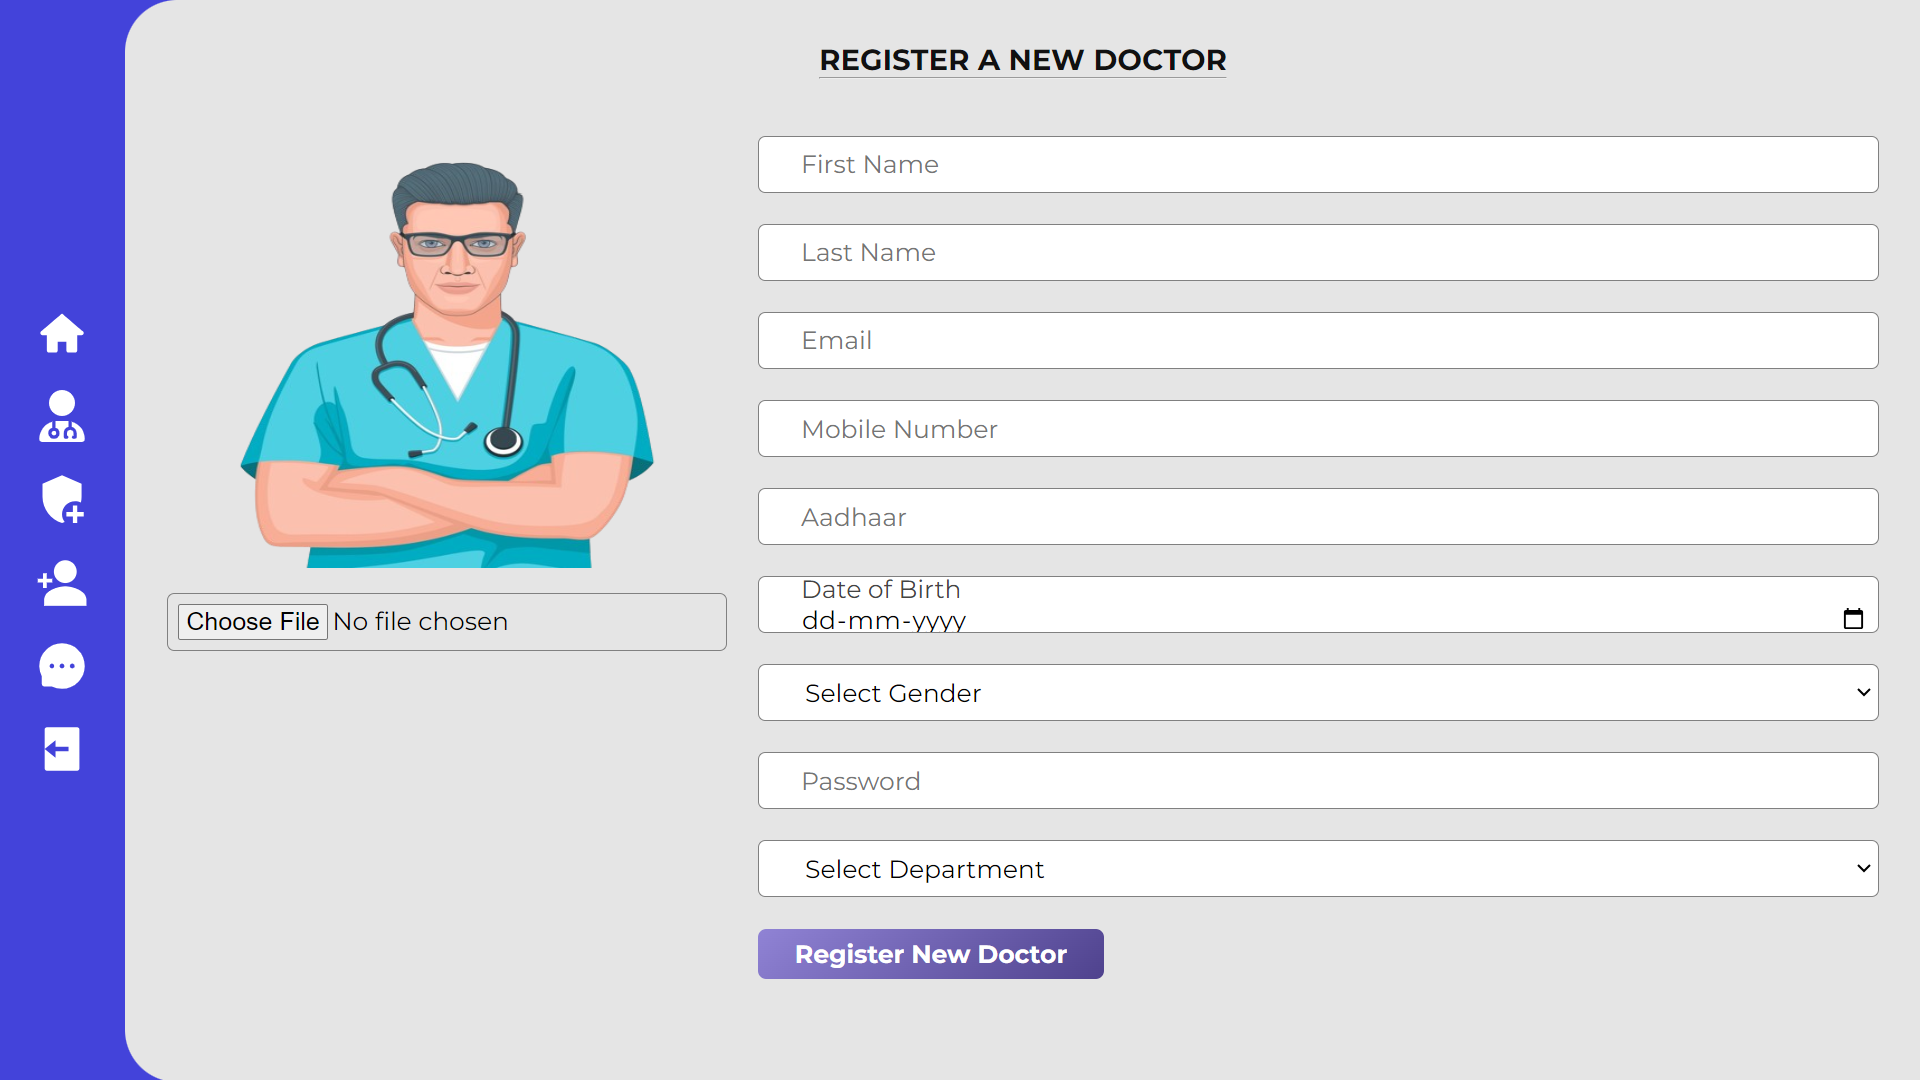 REGISTER A NEW DOCTOR
First Name
Last Name
Email
Mobile Number
Aadhaar
Date of Birth
dd-mm-yyyy
Choose File No file chosen
Select Gender
Password
Select Department
Register New Doctor